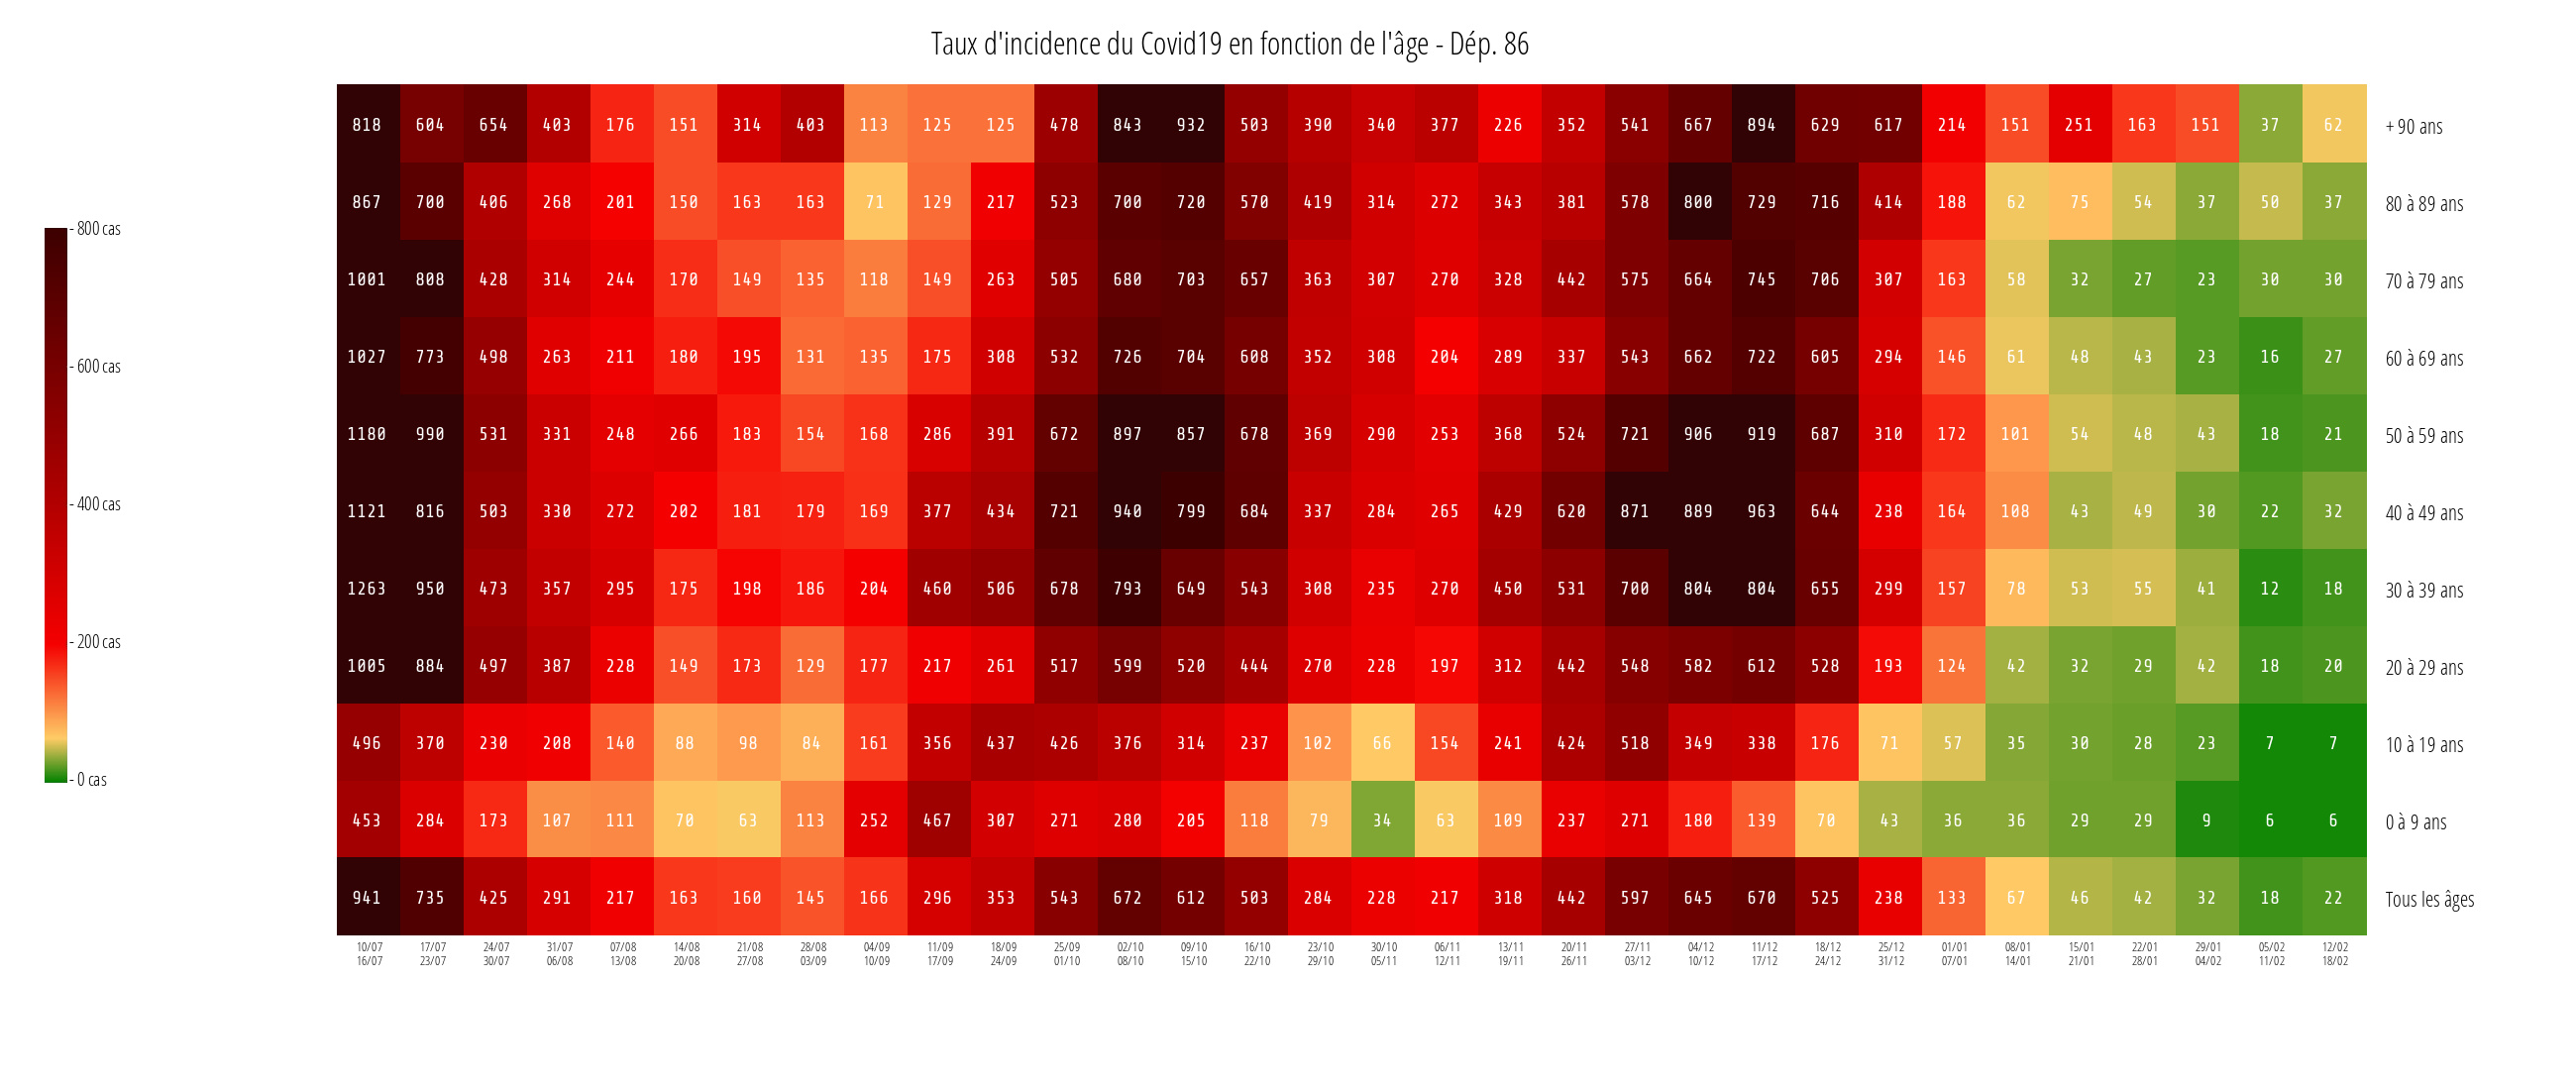 Taux d'incidence du Covid19 en fonction de l'âge - Dép. 86
- 800 cas
- 600 cas
- 400 cas
- 200 cas
- 0 cas
818 604 654 403 176 151 314 403 113 125 125 478 843 932 503 390 340 377 226 352 541 667 894 629 617 214 151 251 163 151 37 62 + 90 ans
867 700 406 268 201 150 163 163 71 129 217 523 700 720 570 419 314 272 343 381 578 800 729 716 414 188 62 75 54 37 50 37 80 à 89 ans
1001 808 428 314 244 170 149 135 118 149 263 505 680 703 657 363 307 270 328 442 575 664 745 706 307 163 58 32 27 23 30 30 70 à 79 ans
1027 773 498 263 211 180 195 131 135 175 308 532 726 704 608 352 308 204 289 337 543 662 722 605 294 146 61 48 43 23 16 27 60 à 69 ans
1180 990 531 331 248 266 183 154 168 286 391 672 897 857 678 369 290 253 368 524 721 906 919 687 310 172 101 54 48 43 18 21 50 à 59 ans
1121 816 503 330 272 202 181 179 169 377 434 721 940 799 684 337 284 265 429 620 871 889 963 644 238 164 108 43 49 30 22 32 40 à 49 ans
1263 950 473 357 295 175 198 186 204 460 506 678 793 649 543 308 235 270 450 531 700 804 804 655 299 157 78 53 55 41 12 18 30 à 39 ans
1005 884 497 387 228 149 173 129 177 217 261 517 599 520 444 270 228 197 312 442 548 582 612 528 193 124 42 32 29 42 18 20 20 à 29 ans
496 370 230 208 140 88 98 84 161 356 437 426 376 314 237 102 66 154 241 424 518 349 338 176 71 57 35 30 28 23 7 7 10 à 19 ans
453 284 173 107 111 70 63 113 252 467 307 271 280 205 118 79 34 63 109 237 271 180 139 70 43 36 36 29 29 9 6 6 0 à 9 ans
941 735 425 291 217 163 160 145 166 296 353 543 672 612 503 284 228 217 318 442 597 645 670 525 238 133 67 46 42 32 18 22 Tous les âges
10/07 17/07 24/07 31/07 07/08 14/08 21/08 28/08 04/09 11/09 18/09 25/09 02/10 09/10 16/10 23/10 30/10 06/11 13/11 20/11 27/11 04/12 11/12 18/12 25/12 01/01 08/01 15/01 22/01 29/01 05/02 12/02
16/07 23/07 30/07 06/08 13/08 20/08 27/08 03/09 10/09 17/09 24/09 01/10 08/10 15/10 22/10 29/10 05/11 12/11 19/11 26/11 03/12 10/12 17/12 24/12 31/12 07/01 14/01 21/01 28/01 04/02 11/02 18/02